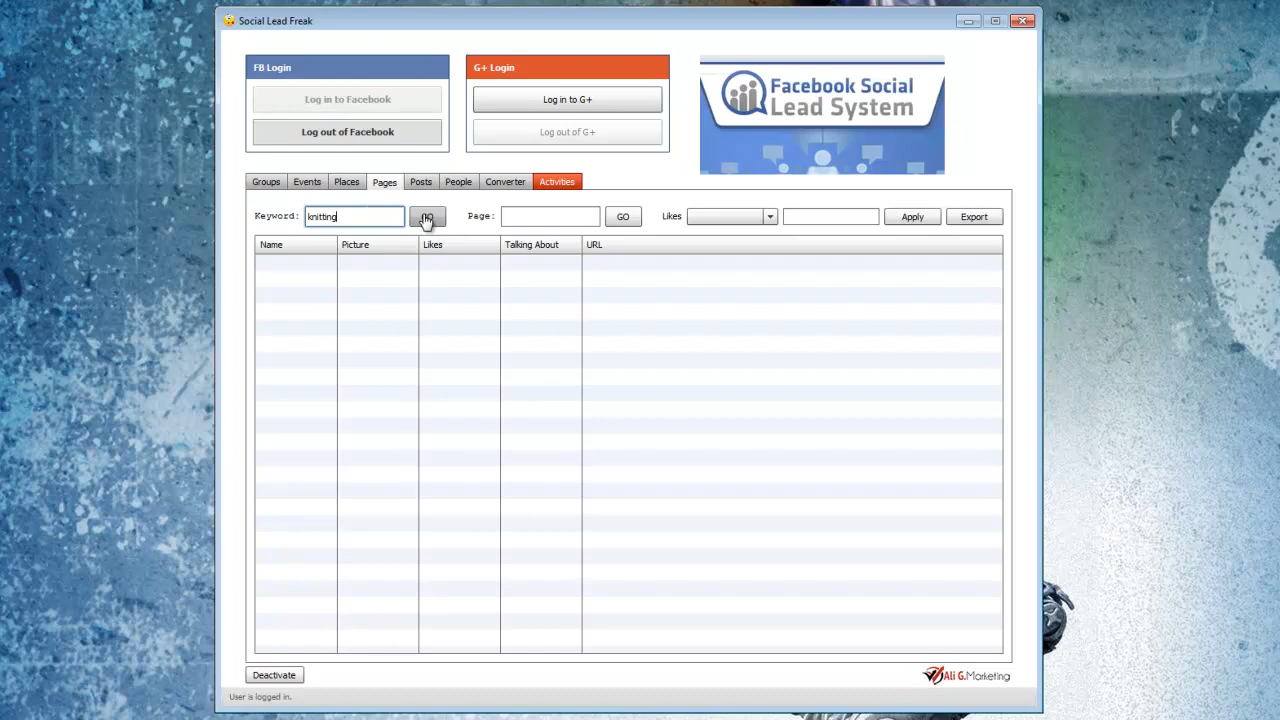 Social Lead Freak
FB Login
Log in to Facebook
Log out of Facebook
G+ Login
Log in to G+
Log out of G+
Facebook Social
Lead System
Groups Events Places Pages Posts People Converter Activities
Keyword: knitting Page: GO Likes Apply Export
Name Picture Likes Talking About URL
Deactivate
Ali G.Marketing
User is logged in.